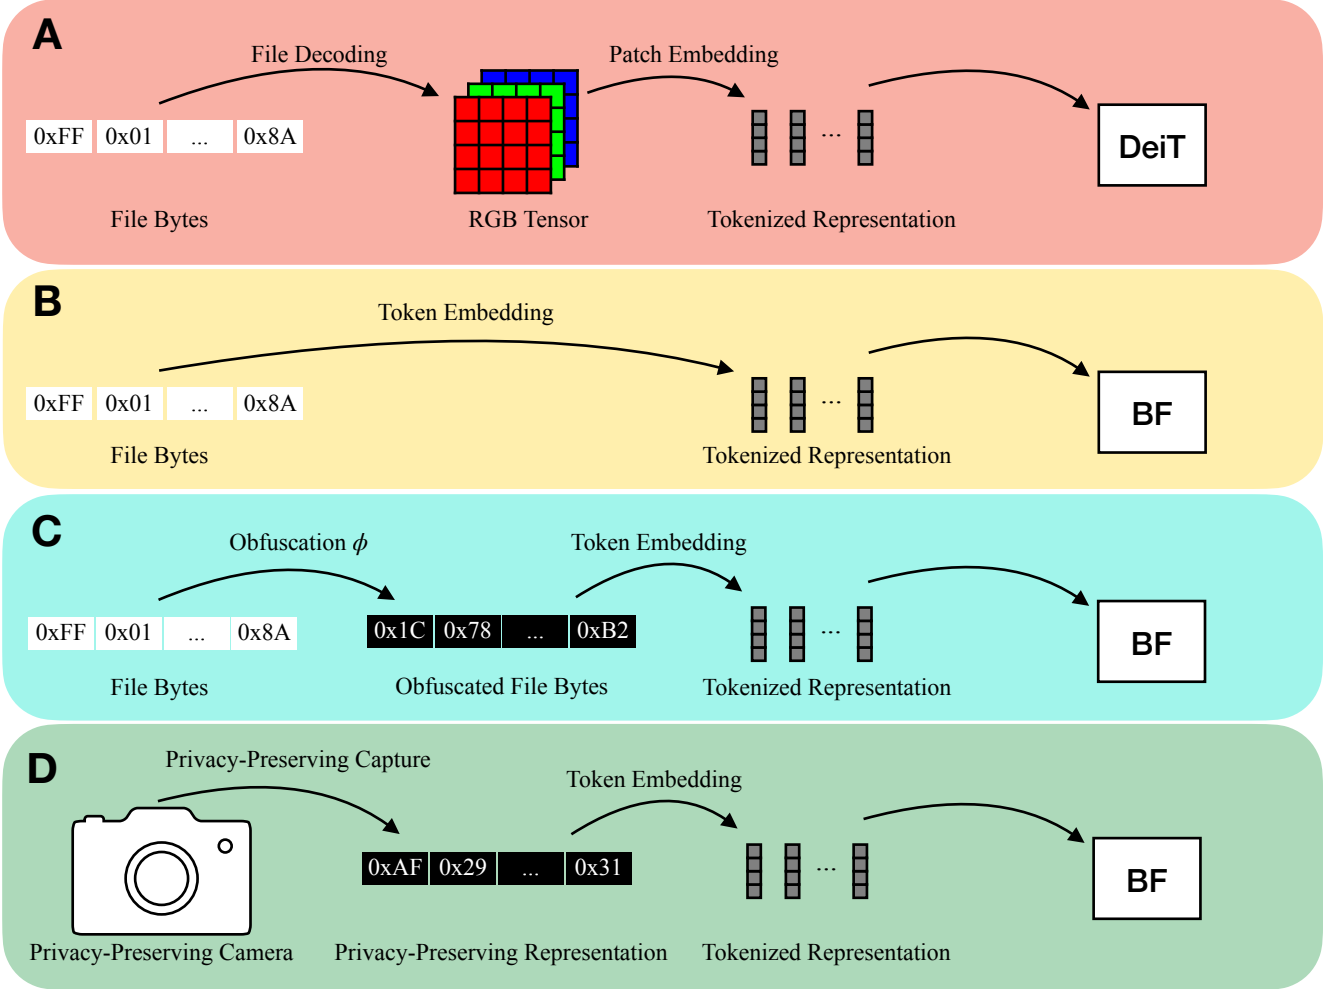 A
File Decoding
Patch Embedding
0xFF 0x01 ... 0x8A
...
DeiT
File Bytes
RGB Tensor
Tokenized Representation
B
Token Embedding
0xFF 0x01 ... 0x8A
...
BF
File Bytes
Tokenized Representation
C
Obfuscation ϕ
Token Embedding
0xFF 0x01 ... 0x8A
0x1C 0x78 ... 0xB2
...
BF
File Bytes
Obfuscated File Bytes
Tokenized Representation
D
Privacy-Preserving Capture
Token Embedding
0xAF 0x29 ... 0x31
...
BF
Privacy-Preserving Camera
Privacy-Preserving Representation
Tokenized Representation